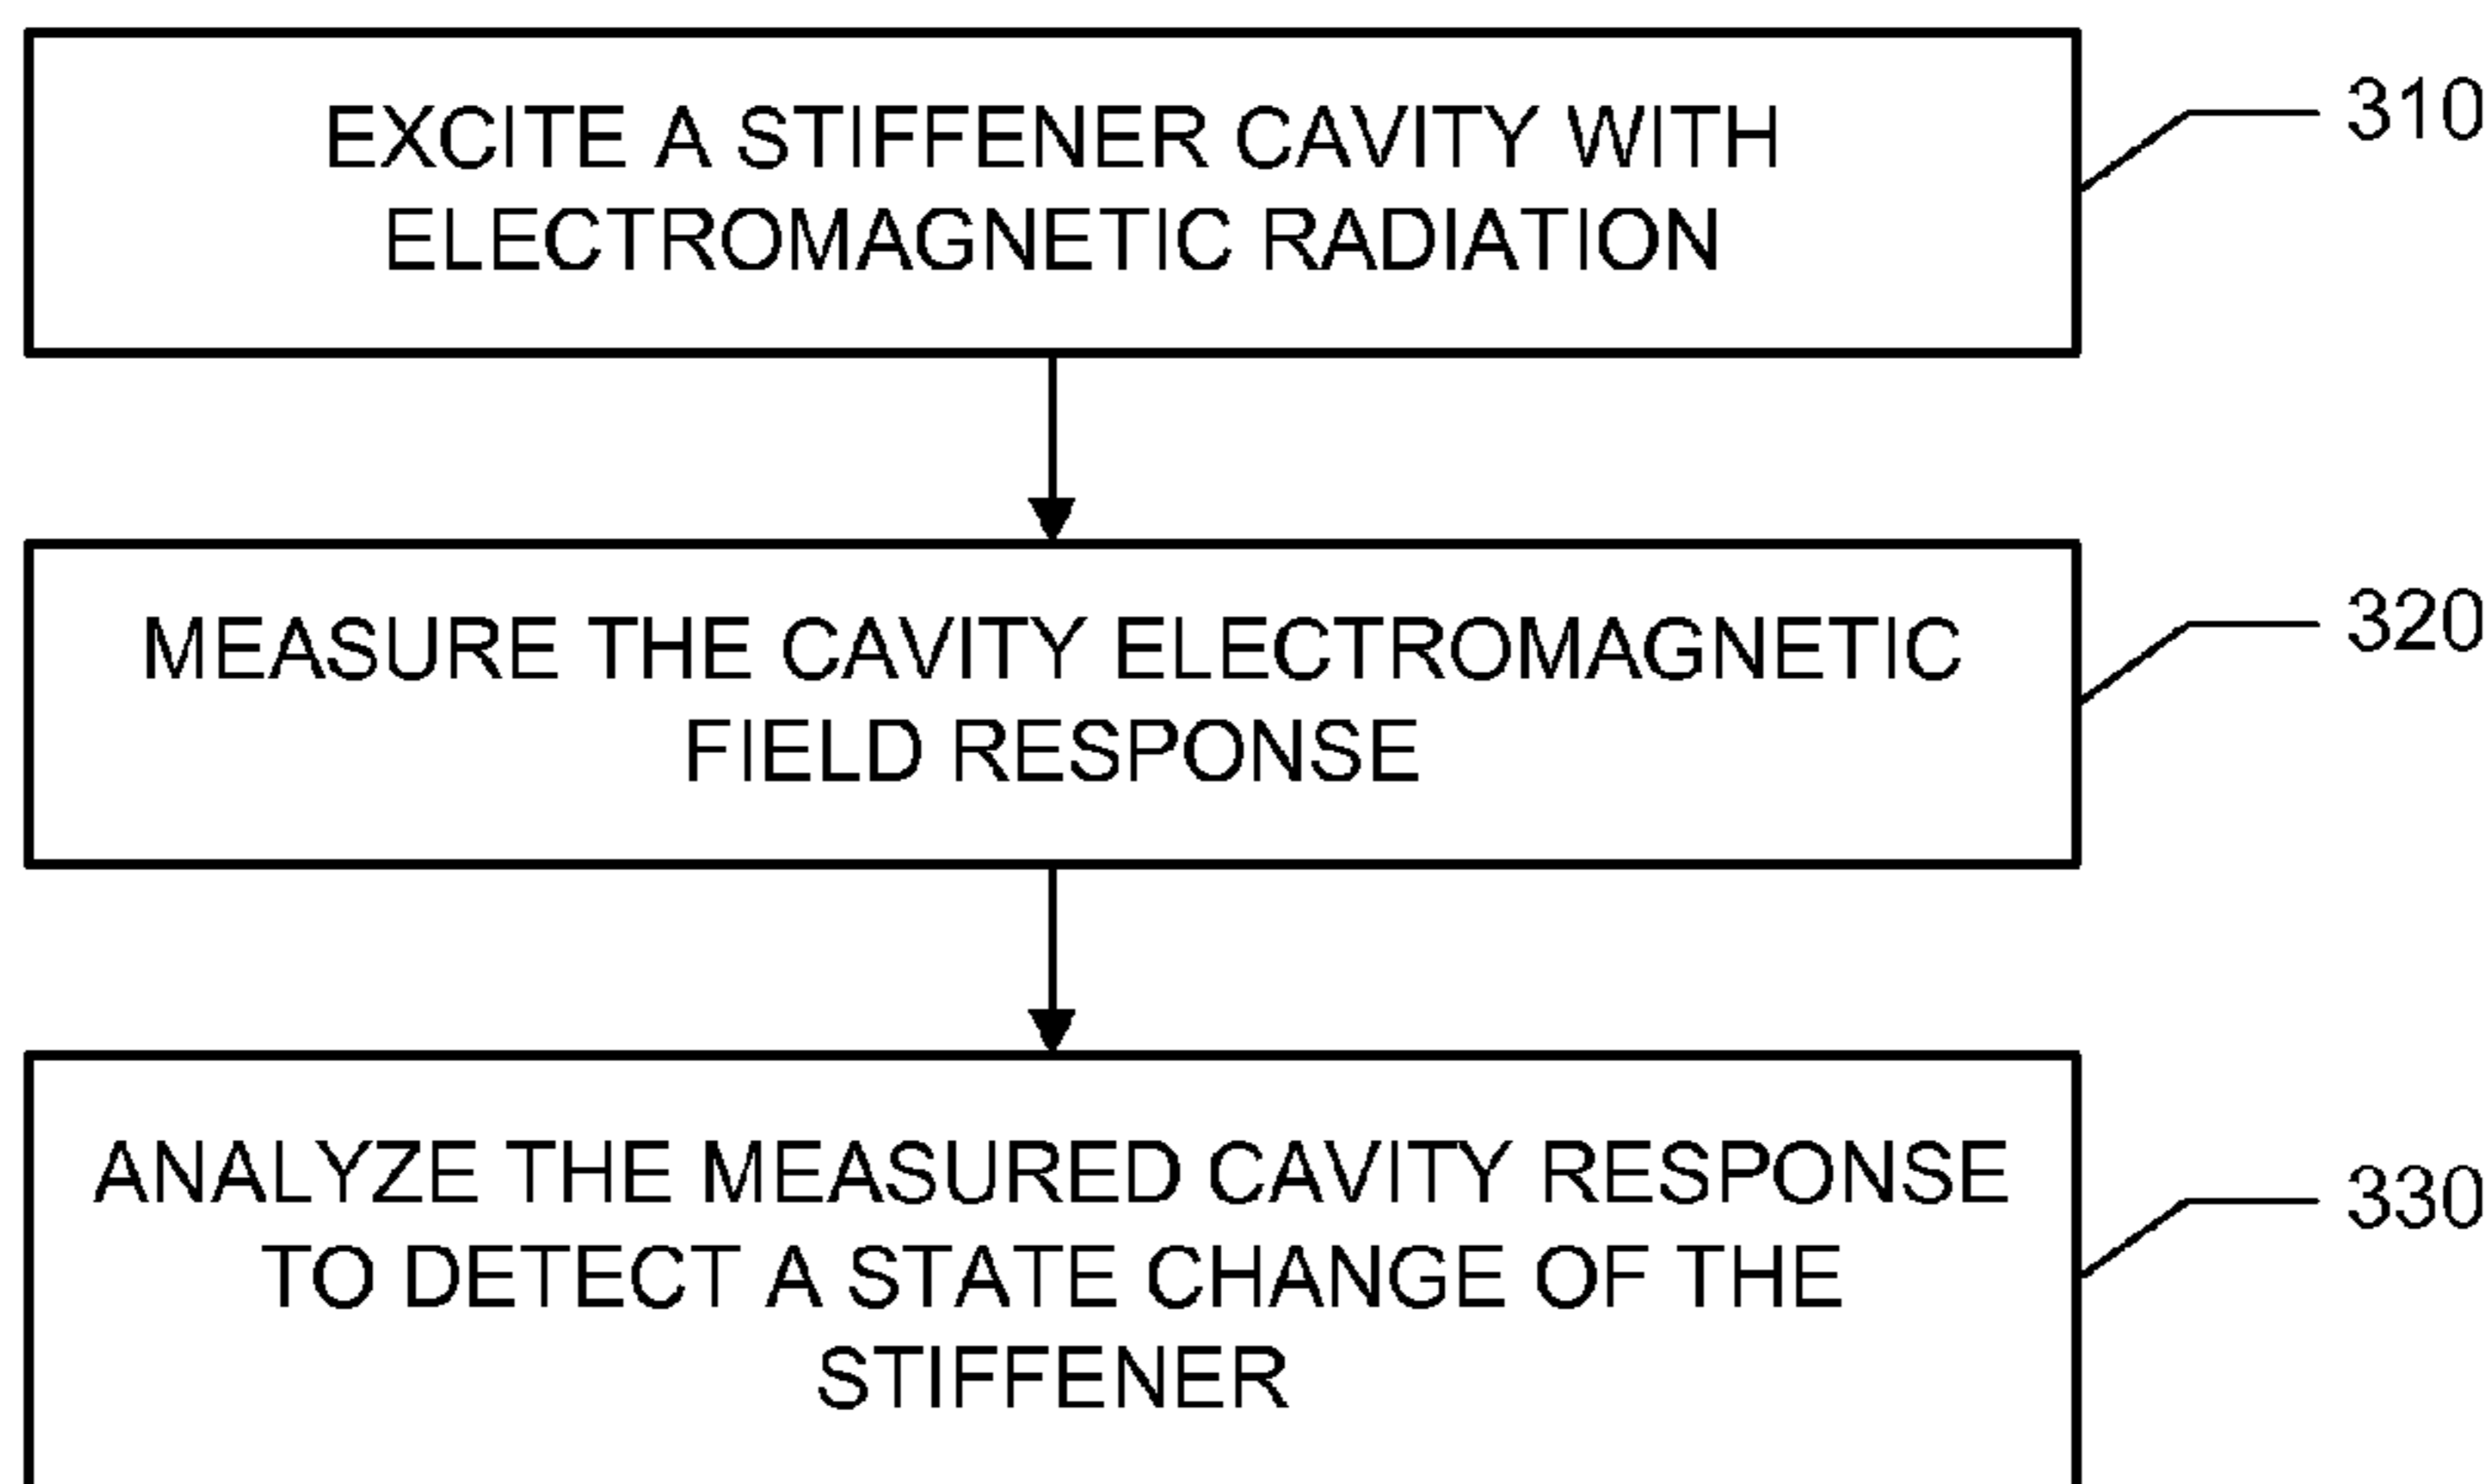 EXCITE A STIFFENER CAVITY WITH
ELECTROMAGNETIC RADIATION
310
MEASURE THE CAVITY ELECTROMAGNETIC
FIELD RESPONSE
320
ANALYZE THE MEASURED CAVITY RESPONSE
TO DETECT A STATE CHANGE OF THE
STIFFENER
330